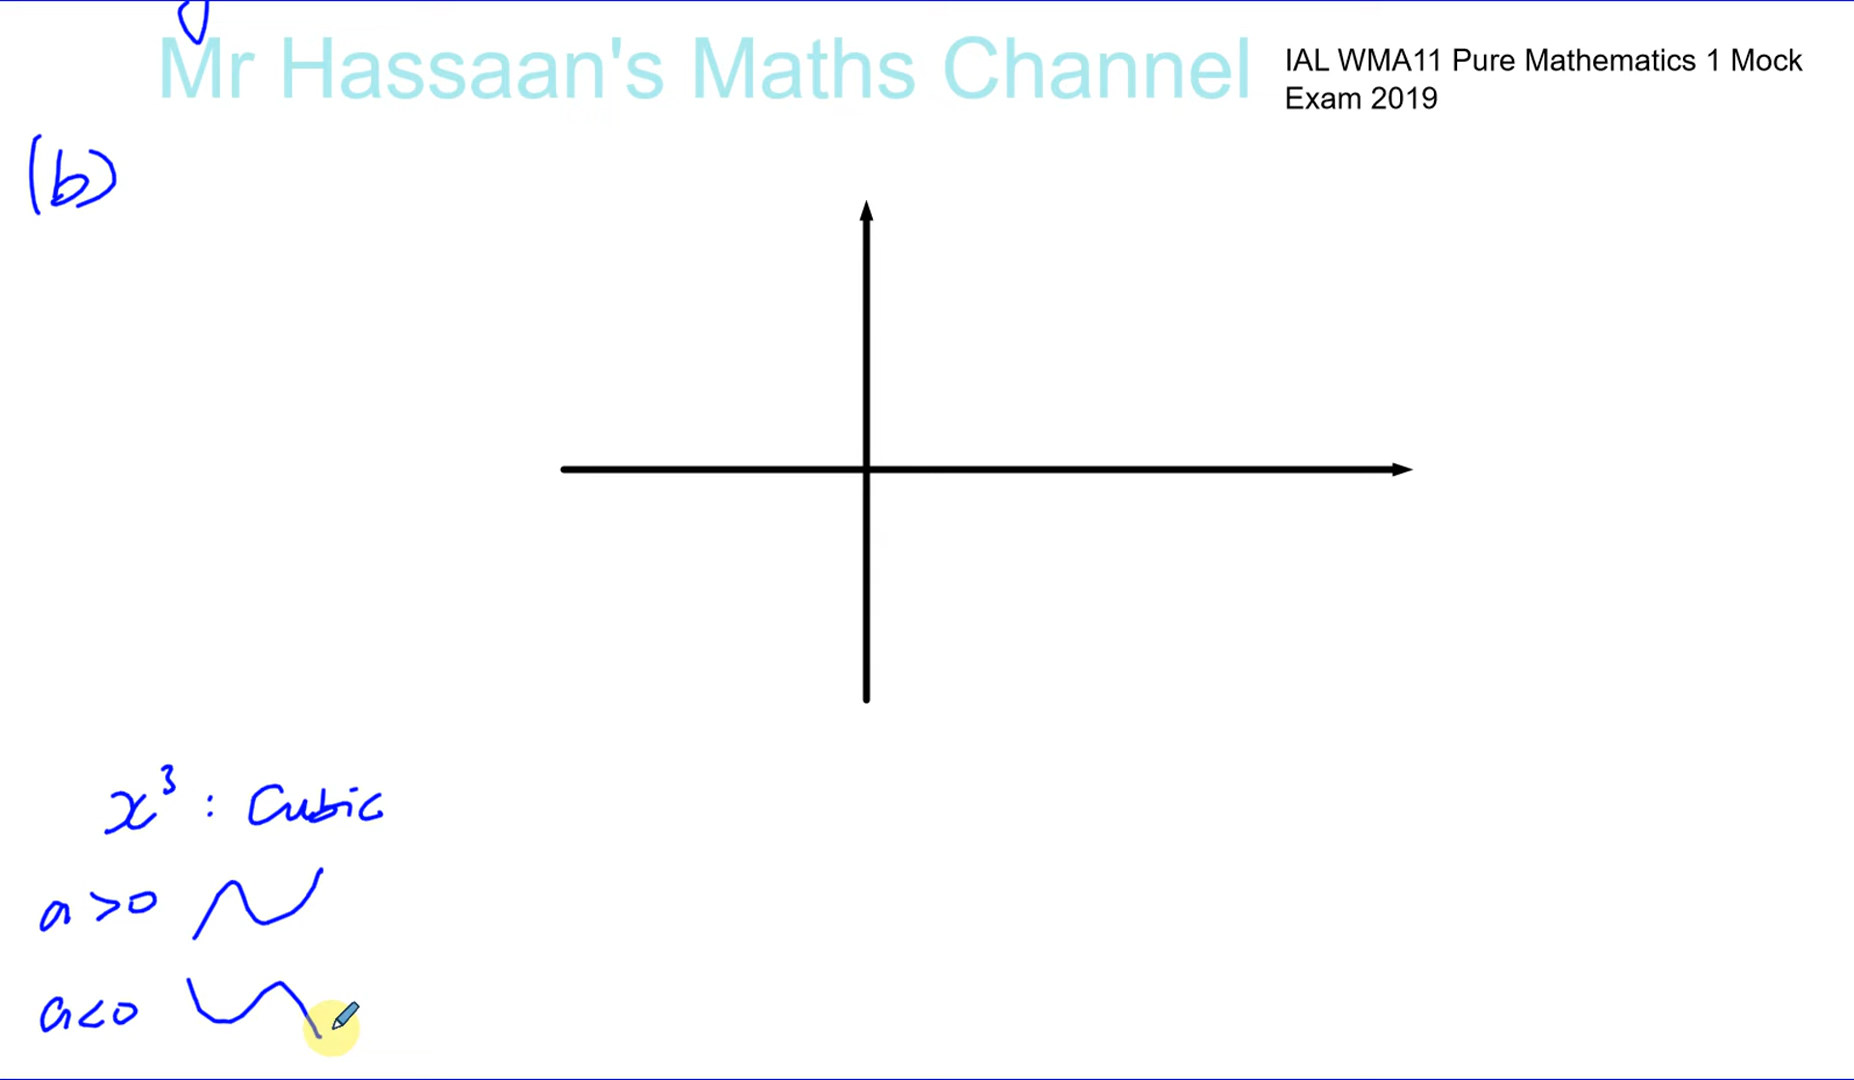 Mr Hassaan's Maths Channel
IAL WMA11 Pure Mathematics 1 Mock
Exam 2019
(b)
x³ : Cubic
a>0
a<0